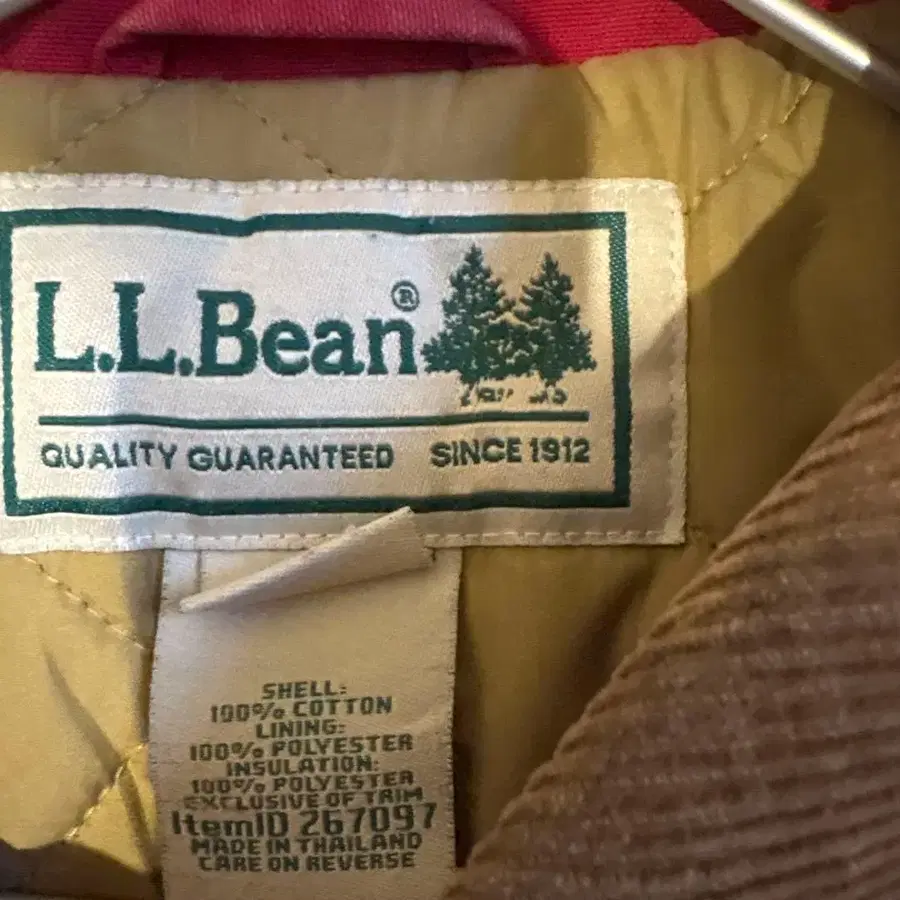 L.L.Bean®
QUALITY GUARANTEED SINCE 1912
SHELL:
100% COTTON
LINING:
100% POLYESTER
INSULATION:
100% POLYESTER
EXCLUSIVE OF TRIM
ItemID 267097
MADE IN THAILAND
CARE ON REVERSE